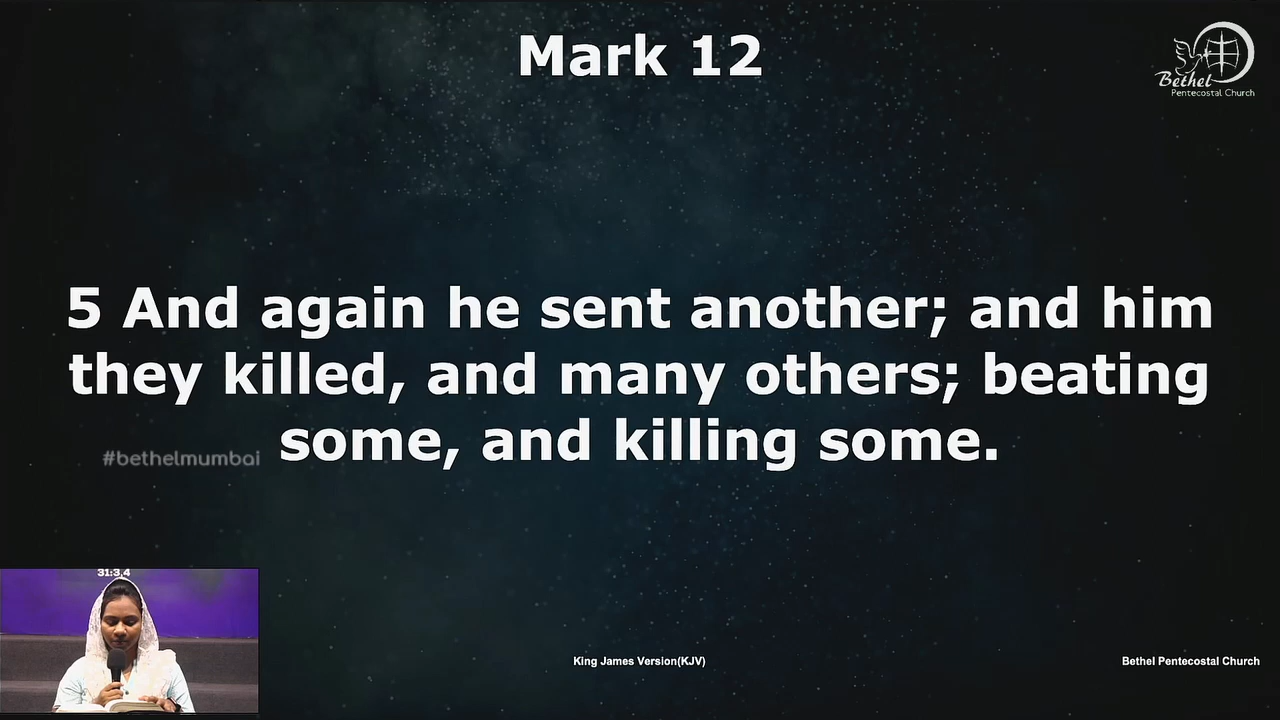 Mark 12
Bethel
Pentecostal Church
5 And again he sent another; and him
they killed, and many others; beating
some, and killing some.
#bethelmumbai
31:3,4
King James Version(KJV)
Bethel Pentecostal Church